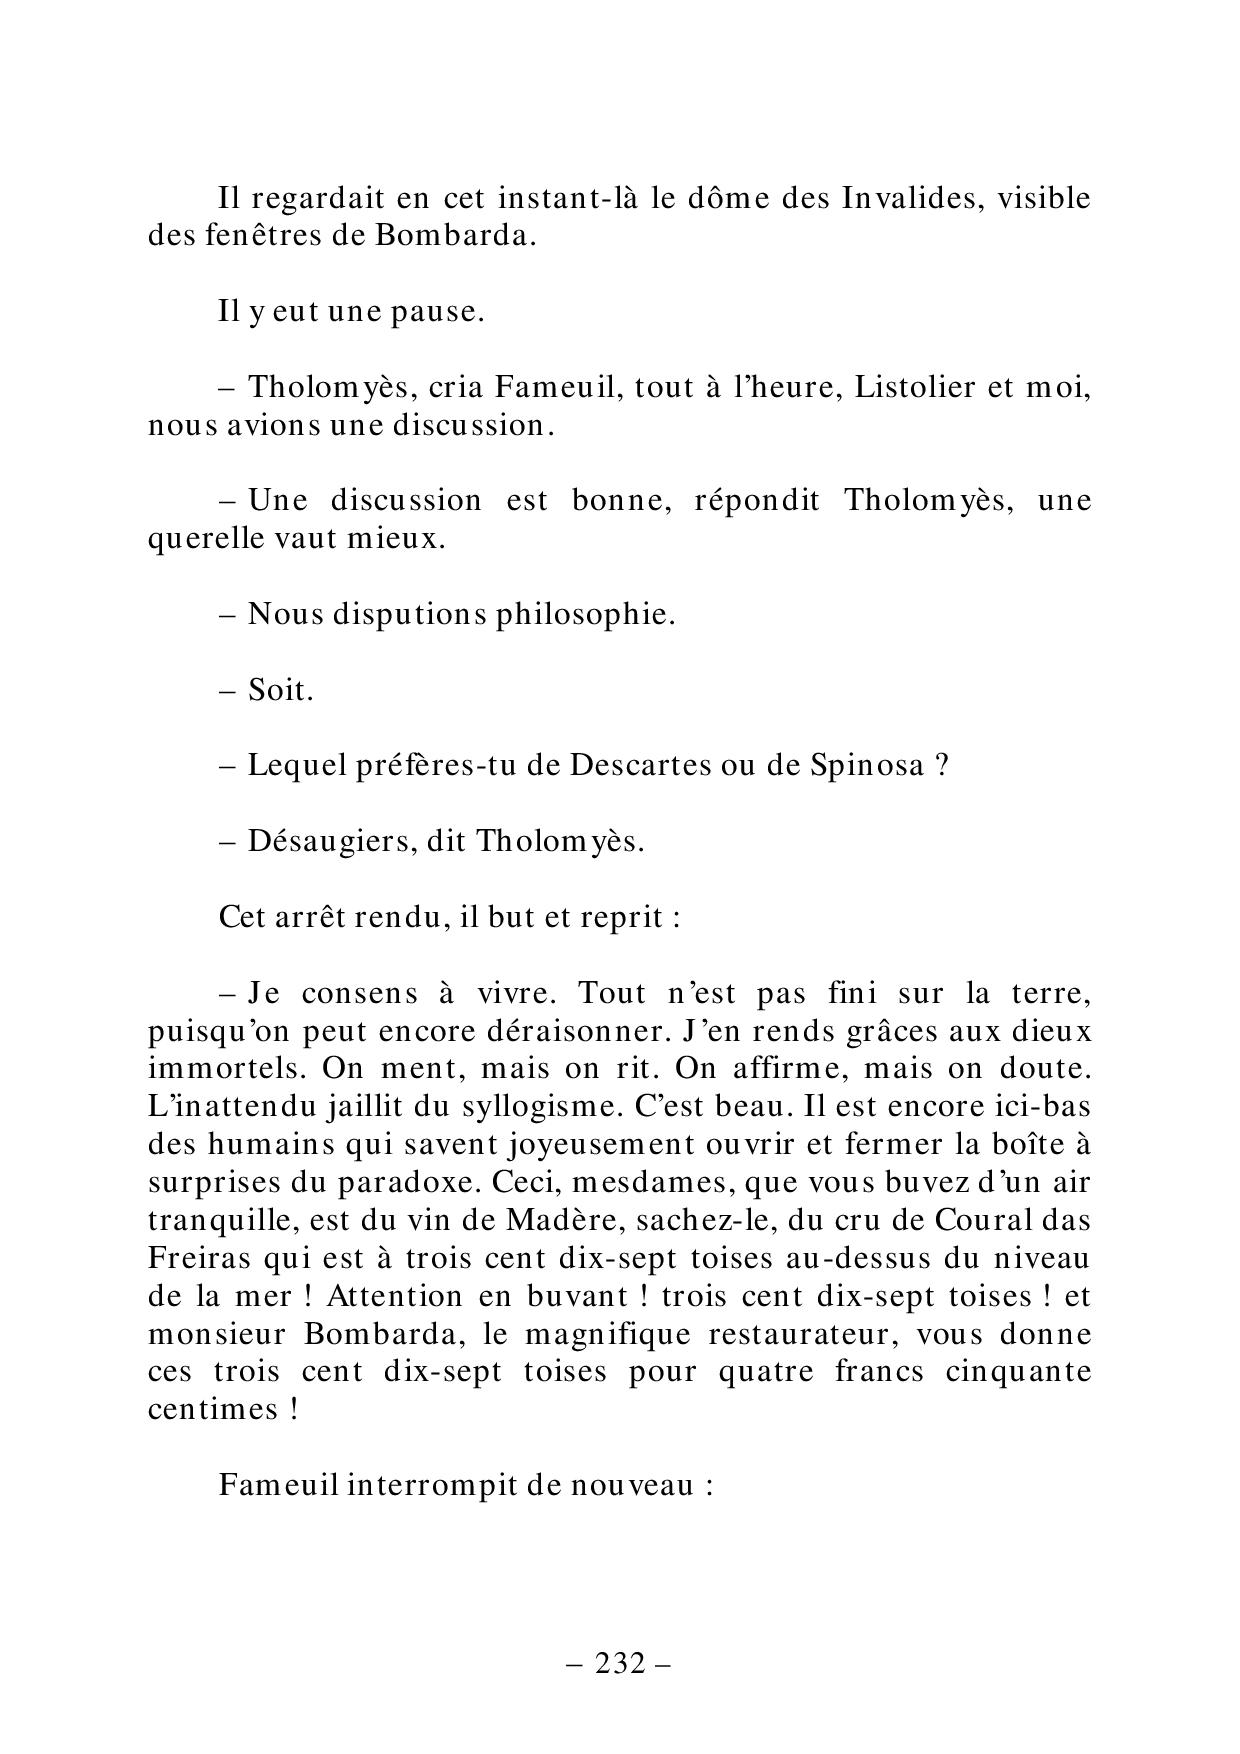 Il regardait en cet instant-là le dôme des Invalides, visible
des fenêtres de Bombarda.
Il y eut une pause.
– Tholomyès, cria Fameuil, tout à l’heure, Listolier et moi,
nous avions une discussion.
– Une discussion est bonne, répondit Tholomyès, une
querelle vaut mieux.
– Nous disputions philosophie.
– Soit.
– Lequel préfères-tu de Descartes ou de Spinosa ?
– Désaugiers, dit Tholomyès.
Cet arrêt rendu, il but et reprit :
– Je consens à vivre. Tout n’est pas fini sur la terre,
puisqu’on peut encore déraisonner. J’en rends grâces aux dieux
immortels. On ment, mais on rit. On affirme, mais on doute.
L’inattendu jaillit du syllogisme. C’est beau. Il est encore ici-bas
des humains qui savent joyeusement ouvrir et fermer la boîte à
surprises du paradoxe. Ceci, mesdames, que vous buvez d’un air
tranquille, est du vin de Madère, sachez-le, du cru de Coural das
Freiras qui est à trois cent dix-sept toises au-dessus du niveau
de la mer ! Attention en buvant ! trois cent dix-sept toises ! et
monsieur Bombarda, le magnifique restaurateur, vous donne
ces trois cent dix-sept toises pour quatre francs cinquante
centimes !
Fameuil interrompit de nouveau :
– 232 –